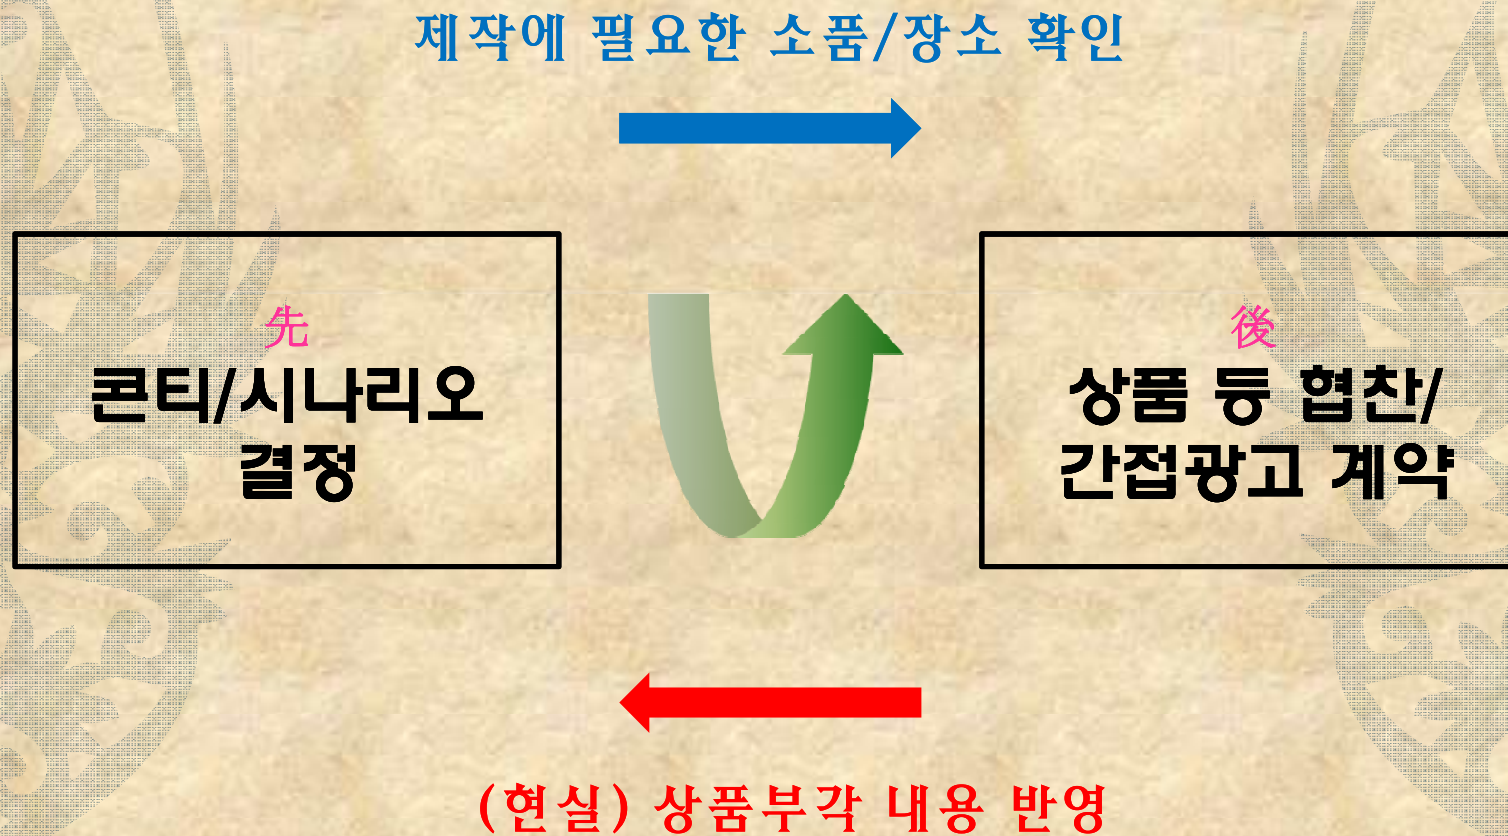 제작에 필요한 소품/장소 확인
先
콘티/시나리오
결정
後
상품 등 협찬/
간접광고 계약
(현실) 상품부각 내용 반영